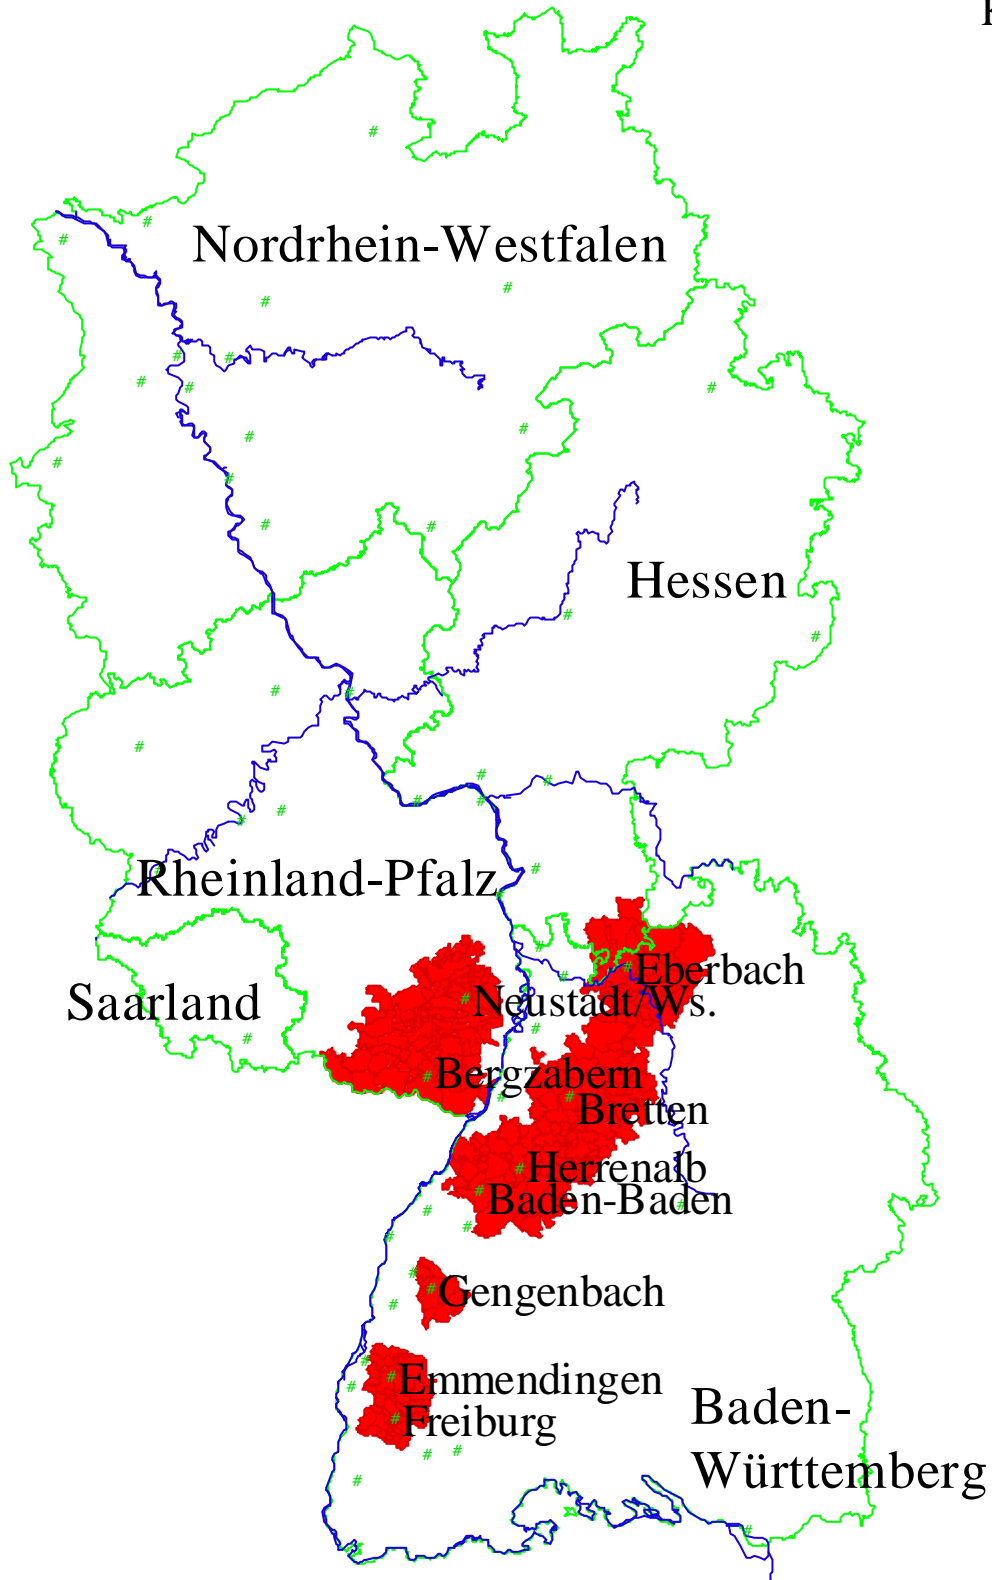 Nordrhein-Westfalen
Hessen
Rheinland-Pfalz
Eberbach
Saarland
Neustadt/Ws.
Bergzabern
Bretten
Herrenalb
Baden-Baden
Gengenbach
Emmendingen
Freiburg
Baden-
Württemberg